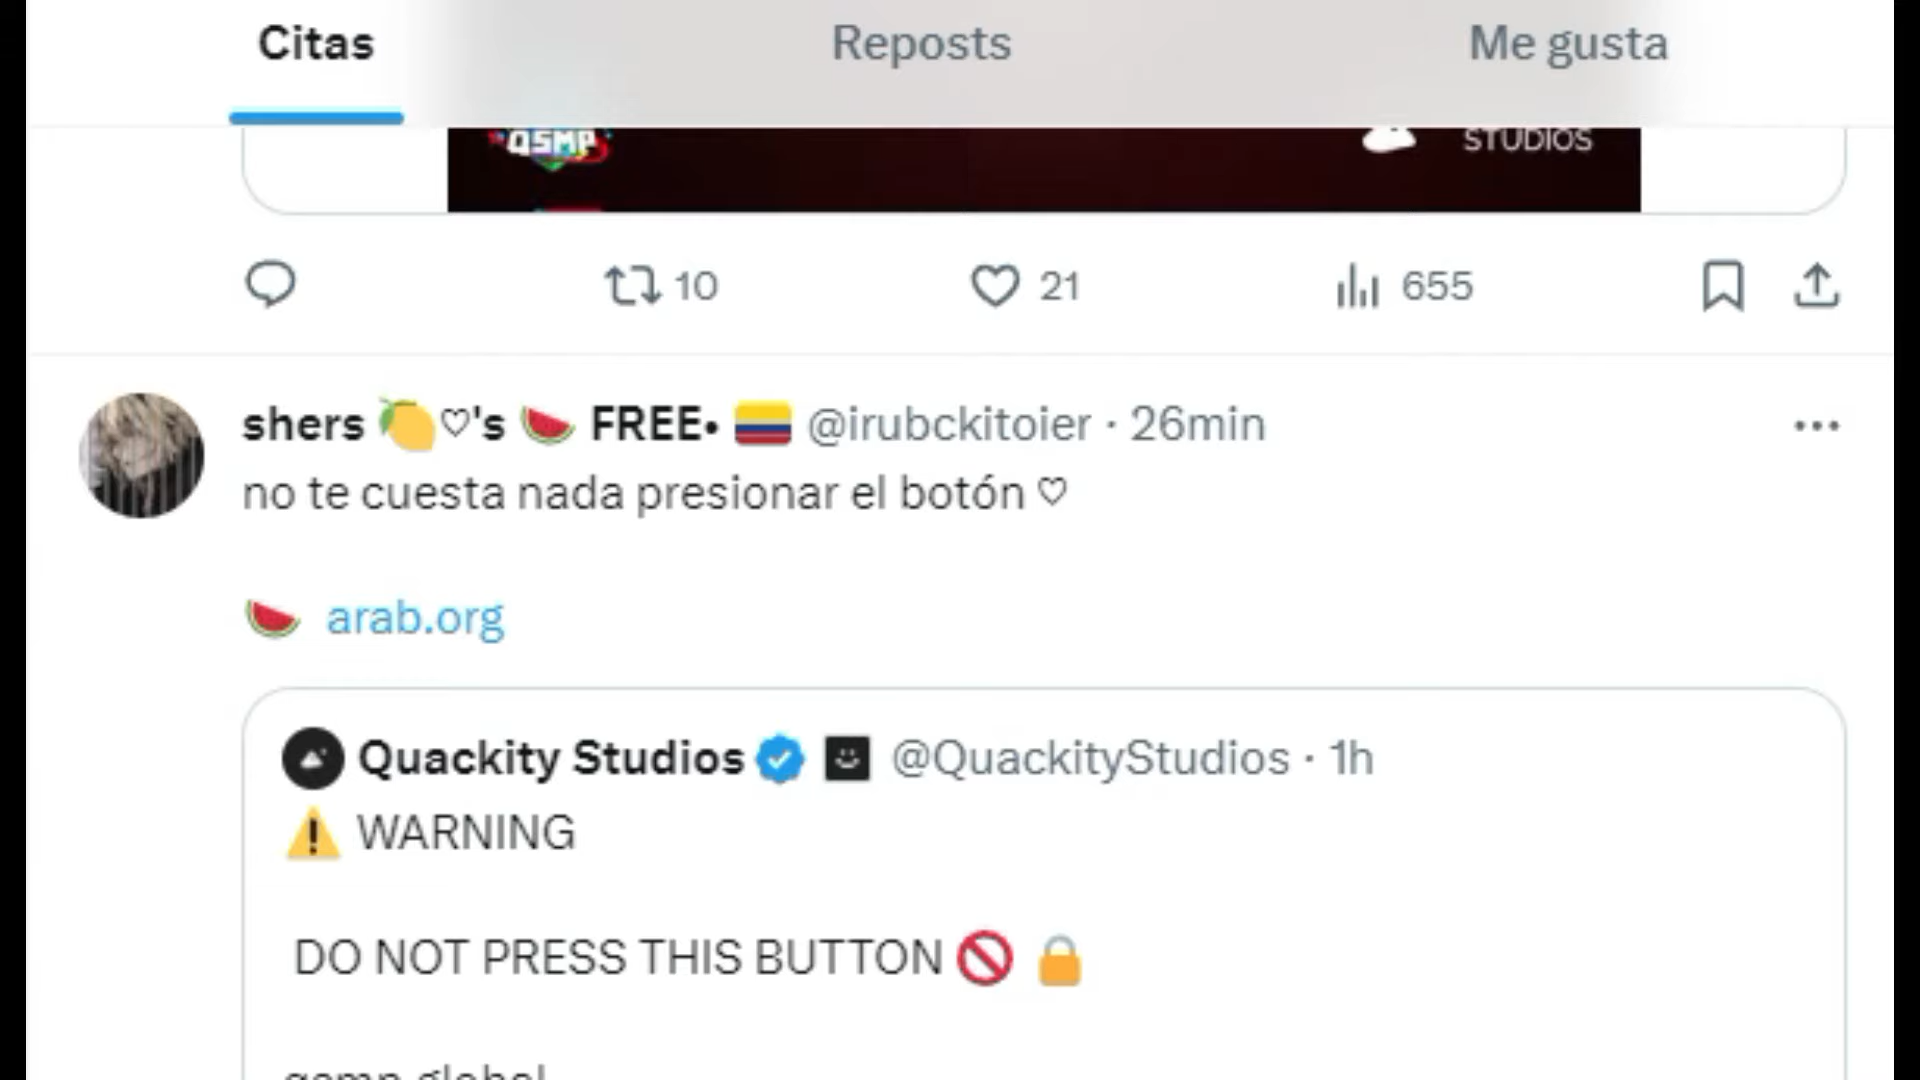 Citas Reposts Me gusta
QSMP STUDIOS
10 21 655
shers 🍋♡'s 🍉 FREE• 🇨🇴 @irubckitoier · 26min
no te cuesta nada presionar el botón ♡
🍉 arab.org
Quackity Studios @QuackityStudios · 1h
⚠️ WARNING
DO NOT PRESS THIS BUTTON 🚫 🔒